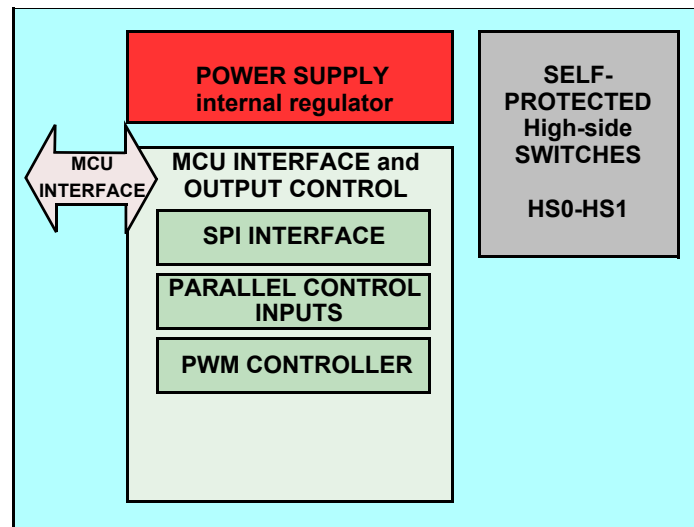 POWER SUPPLY
internal regulator
SELF-
PROTECTED
High-side
SWITCHES
HS0-HS1
MCU
INTERFACE
MCU INTERFACE and
OUTPUT CONTROL
SPI INTERFACE
PARALLEL CONTROL
INPUTS
PWM CONTROLLER